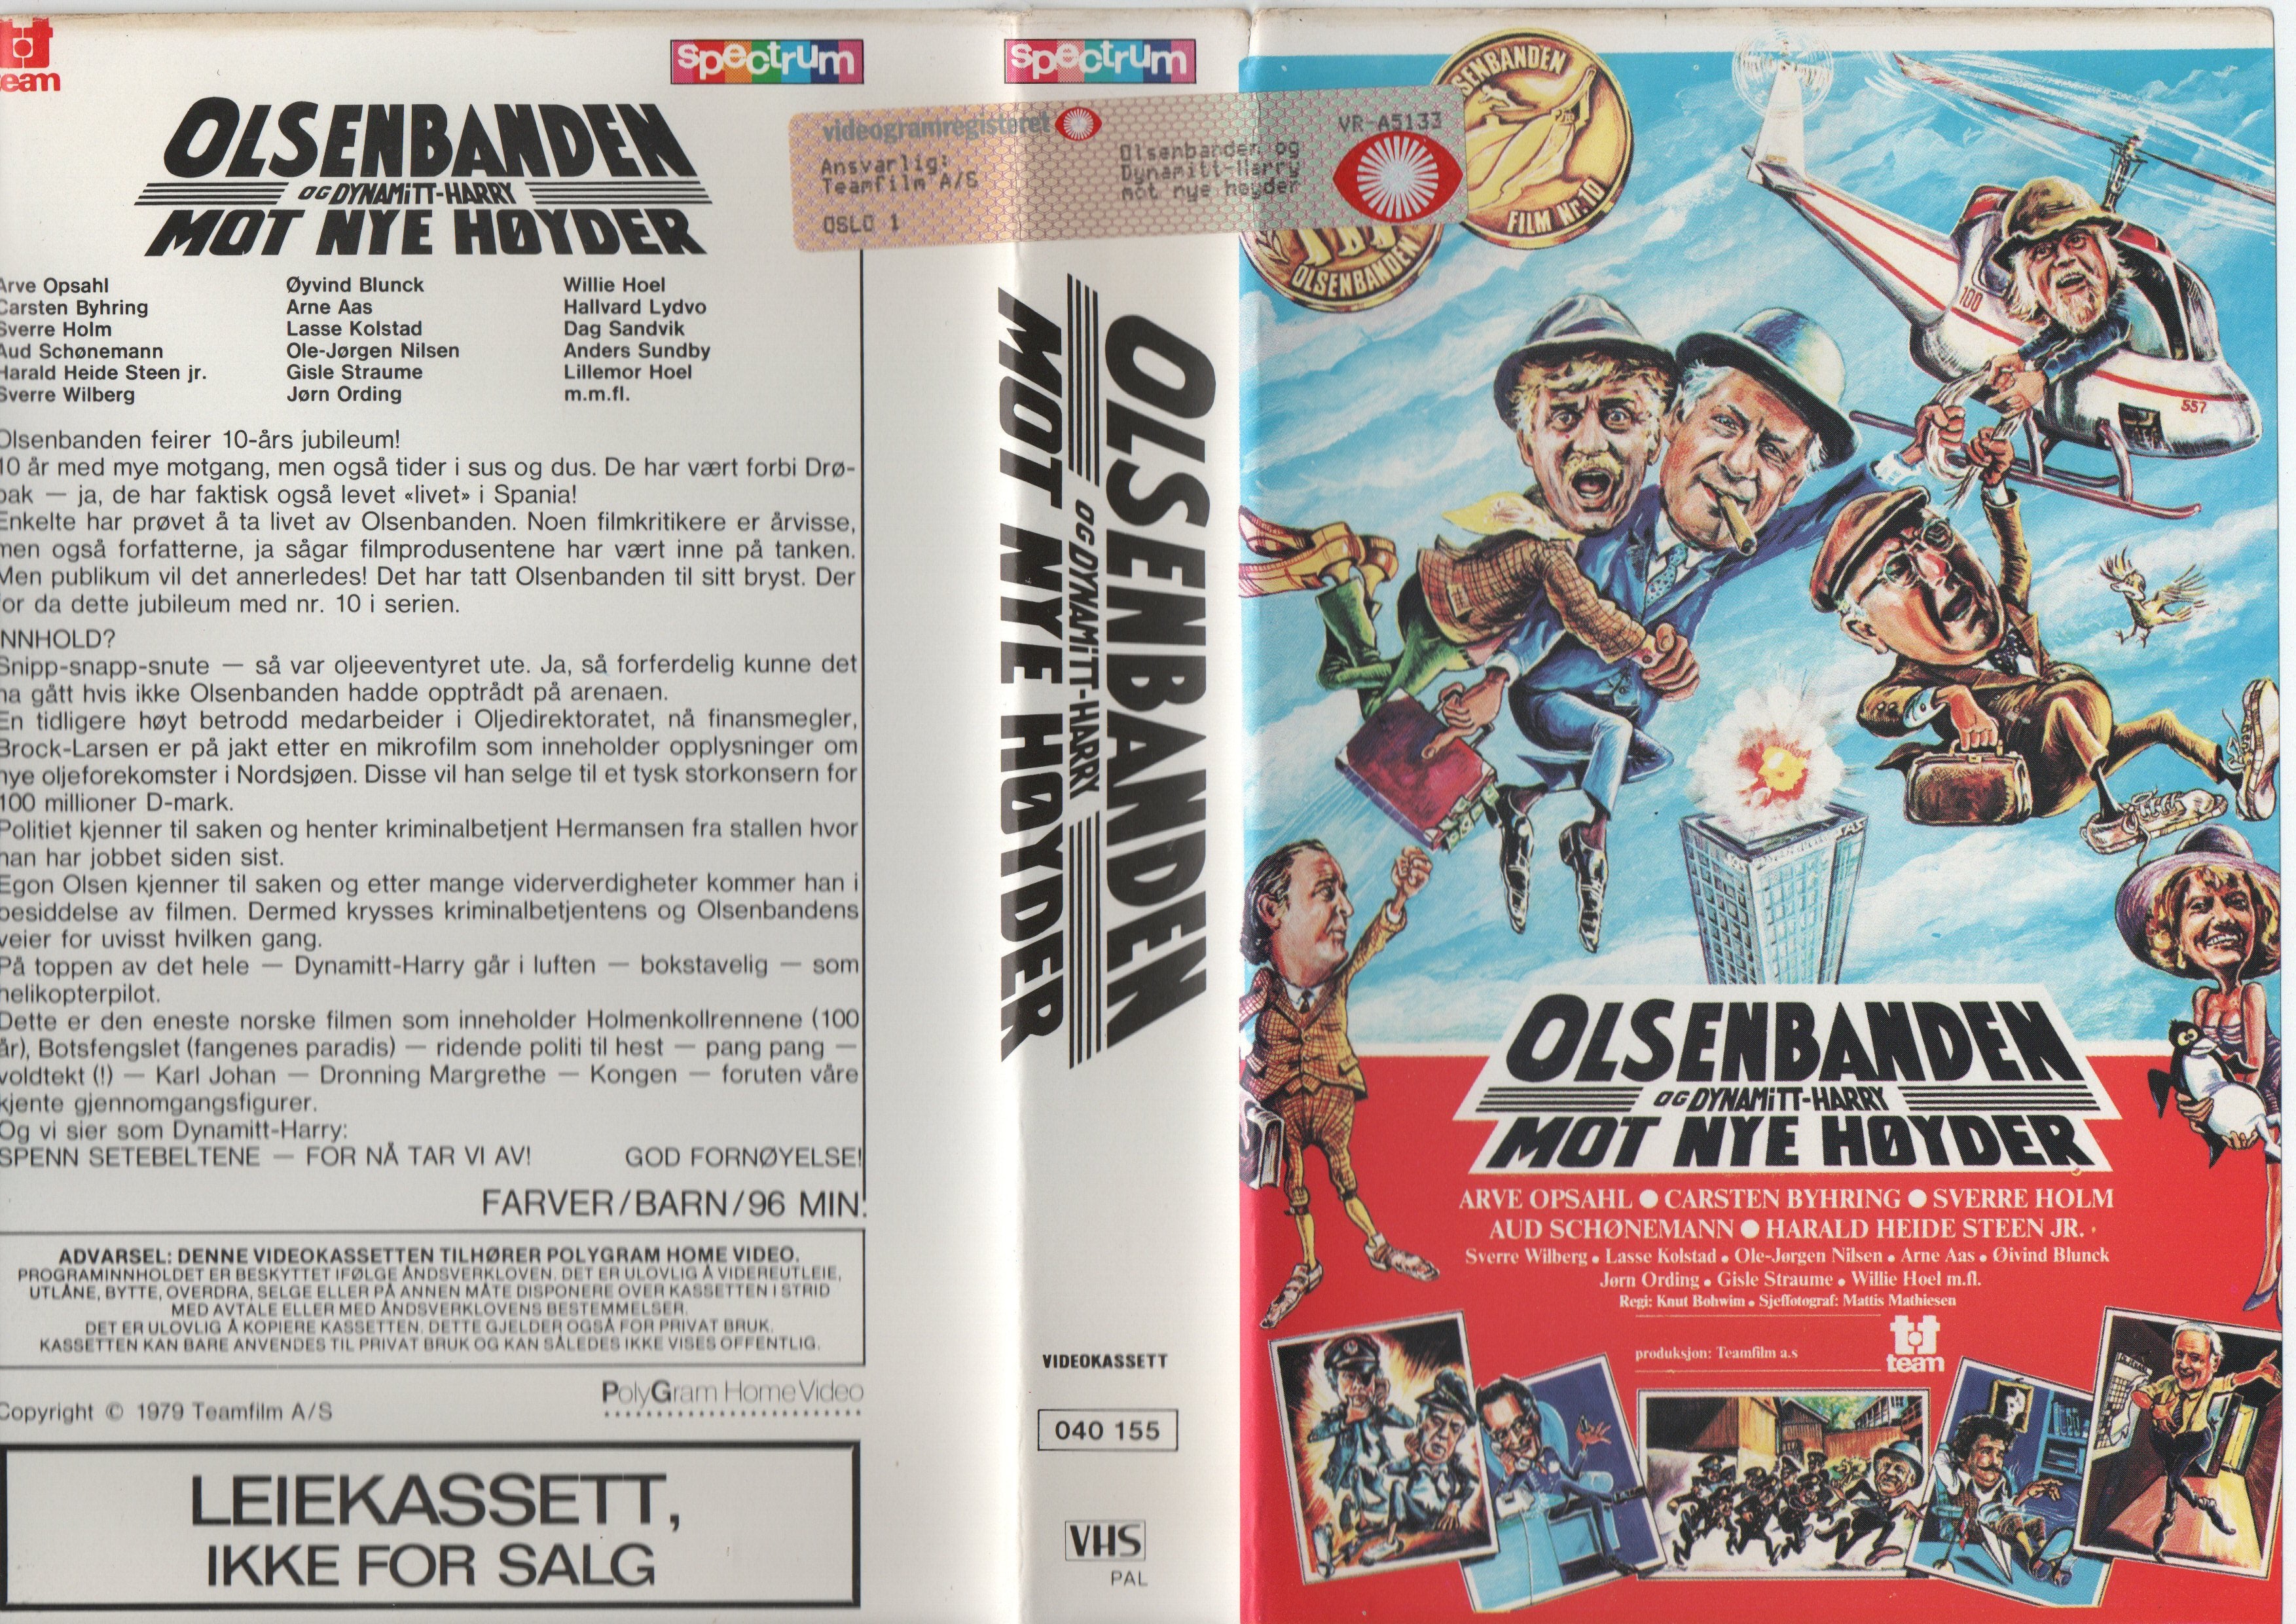 team
spectrum
OLSENBANDEN
OG DYNAMITT-HARRY
MOT NYE HØYDER
Arve Opsahl
Carsten Byhring
Sverre Holm
Aud Schønemann
Harald Heide Steen jr.
Sverre Wilberg
Øyvind Blunck
Arne Aas
Lasse Kolstad
Ole-Jørgen Nilsen
Gisle Straume
Jørn Ording
Willie Hoel
Hallvard Lydvo
Dag Sandvik
Anders Sundby
Lillemor Hoel
m.m.fl.
Olsenbanden feirer 10-års jubileum!
10 år med mye motgang, men også tider i sus og dus. De har vært forbi Drø-
bak — ja, de har faktisk også levet «livet» i Spania!
Enkelte har prøvet å ta livet av Olsenbanden. Noen filmkritikere er årvisse,
men også forfatterne, ja sågar filmprodusentene har vært inne på tanken.
Men publikum vil det annerledes! Det har tatt Olsenbanden til sitt bryst. Der
for da dette jubileum med nr. 10 i serien.
INNHOLD?
Snipp-snapp-snute — så var oljeeventyret ute. Ja, så forferdelig kunne det
ha gått hvis ikke Olsenbanden hadde opptrådt på arenaen.
En tidligere høyt betrodd medarbeider i Oljedirektoratet, nå finansmegler,
Brock-Larsen er på jakt etter en mikrofilm som inneholder opplysninger om
nye oljeforekomster i Nordsjøen. Disse vil han selge til et tysk storkonsern for
100 millioner D-mark.
Politiet kjenner til saken og henter kriminalbetjent Hermansen fra stallen hvor
han har jobbet siden sist.
Egon Olsen kjenner til saken og etter mange viderverdigheter kommer han i
besiddelse av filmen. Dermed krysses kriminalbetjentens og Olsenbandens
veier for uvisst hvilken gang.
På toppen av det hele — Dynamitt-Harry går i luften — bokstavelig — som
helikopterpilot.
Dette er den eneste norske filmen som inneholder Holmenkollrennene (100
år), Botsfengslet (fangenes paradis) — ridende politi til hest — pang pang —
voldtekt (!) — Karl Johan — Dronning Margrethe — Kongen — foruten våre
kjente gjennomgangsfigurer.
Og vi sier som Dynamitt-Harry:
SPENN SETEBELTENE — FOR NÅ TAR VI AV! GOD FORNØYELSE!
FARVER/BARN/96 MIN.
ADVARSEL: DENNE VIDEOKASSETTEN TILHØRER POLYGRAM HOME VIDEO.
PROGRAMINNHOLDET ER BESKYTTET IFØLGE ÅNDSVERKLOVEN. DET ER ULOVLIG Å VIDEREUTLEIE,
UTLÅNE, BYTTE, OVERDRA, SELGE ELLER PÅ ANNEN MÅTE DISPONERE OVER KASSETTEN I STRID
MED AVTALE ELLER MED ÅNDSVERKLOVENS BESTEMMELSER.
DET ER ULOVLIG Å KOPIERE KASSETTEN. DETTE GJELDER OGSÅ FOR PRIVAT BRUK.
KASSETTEN KAN BARE ANVENDES TIL PRIVAT BRUK OG KAN SÅLEDES IKKE VISES OFFENTLIG.
PolyGram Home Video
Copyright © 1979 Teamfilm A/S
LEIEKASSETT,
IKKE FOR SALG
spectrum
videogramregisteret
Ansvarlig:
Teamfilm A/S
OSLO 1
VR-A5133
Olsenbanden og
Dynamitt-Harry
mot nye høyder
OLSENBANDEN
OG DYNAMITT-HARRY
MOT NYE HØYDER
VIDEOKASSETT
040 155
VHS
PAL
OLSENBANDEN
FILM NR. 10
OLSENBANDEN
100
557
OLSENBANDEN
OG DYNAMITT-HARRY
MOT NYE HØYDER
ARVE OPSAHL ● CARSTEN BYHRING ● SVERRE HOLM
AUD SCHØNEMANN ● HARALD HEIDE STEEN JR.
Sverre Wilberg ● Lasse Kolstad ● Ole-Jørgen Nilsen ● Arne Aas ● Øivind Blunck
Jørn Ording ● Gisle Straume ● Willie Hoel m.fl.
Regi: Knut Bohwim ● Sjeffotograf: Mattis Mathiesen
produksjon: Teamfilm a.s
team